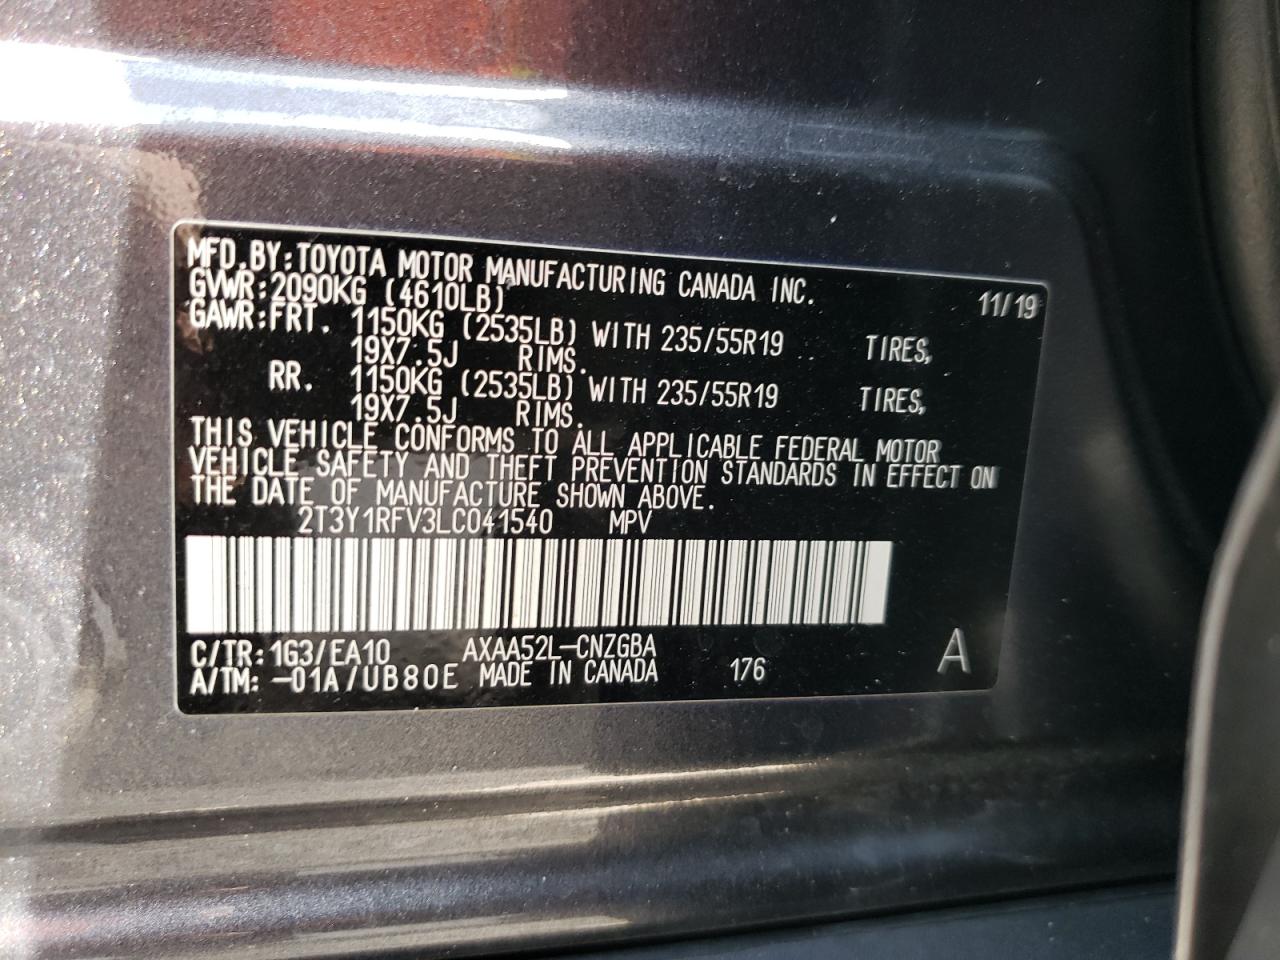 MFD. BY: TOYOTA MOTOR MANUFACTURING CANADA INC. 11/19
GVWR: 2090KG (4610LB)
GAWR: FRT. 1150KG (2535LB) WITH 235/55R19 TIRES,
19X7.5J RIMS.
RR. 1150KG (2535LB) WITH 235/55R19 TIRES,
19X7.5J RIMS.
THIS VEHICLE CONFORMS TO ALL APPLICABLE FEDERAL MOTOR
VEHICLE SAFETY AND THEFT PREVENTION STANDARDS IN EFFECT ON
THE DATE OF MANUFACTURE SHOWN ABOVE.
2T3Y1RFV3LC041540 MPV
C/TR: 1G3/EA10 AXAA52L-CNZGBA
A/TM: -01A/UB80E MADE IN CANADA 176 A